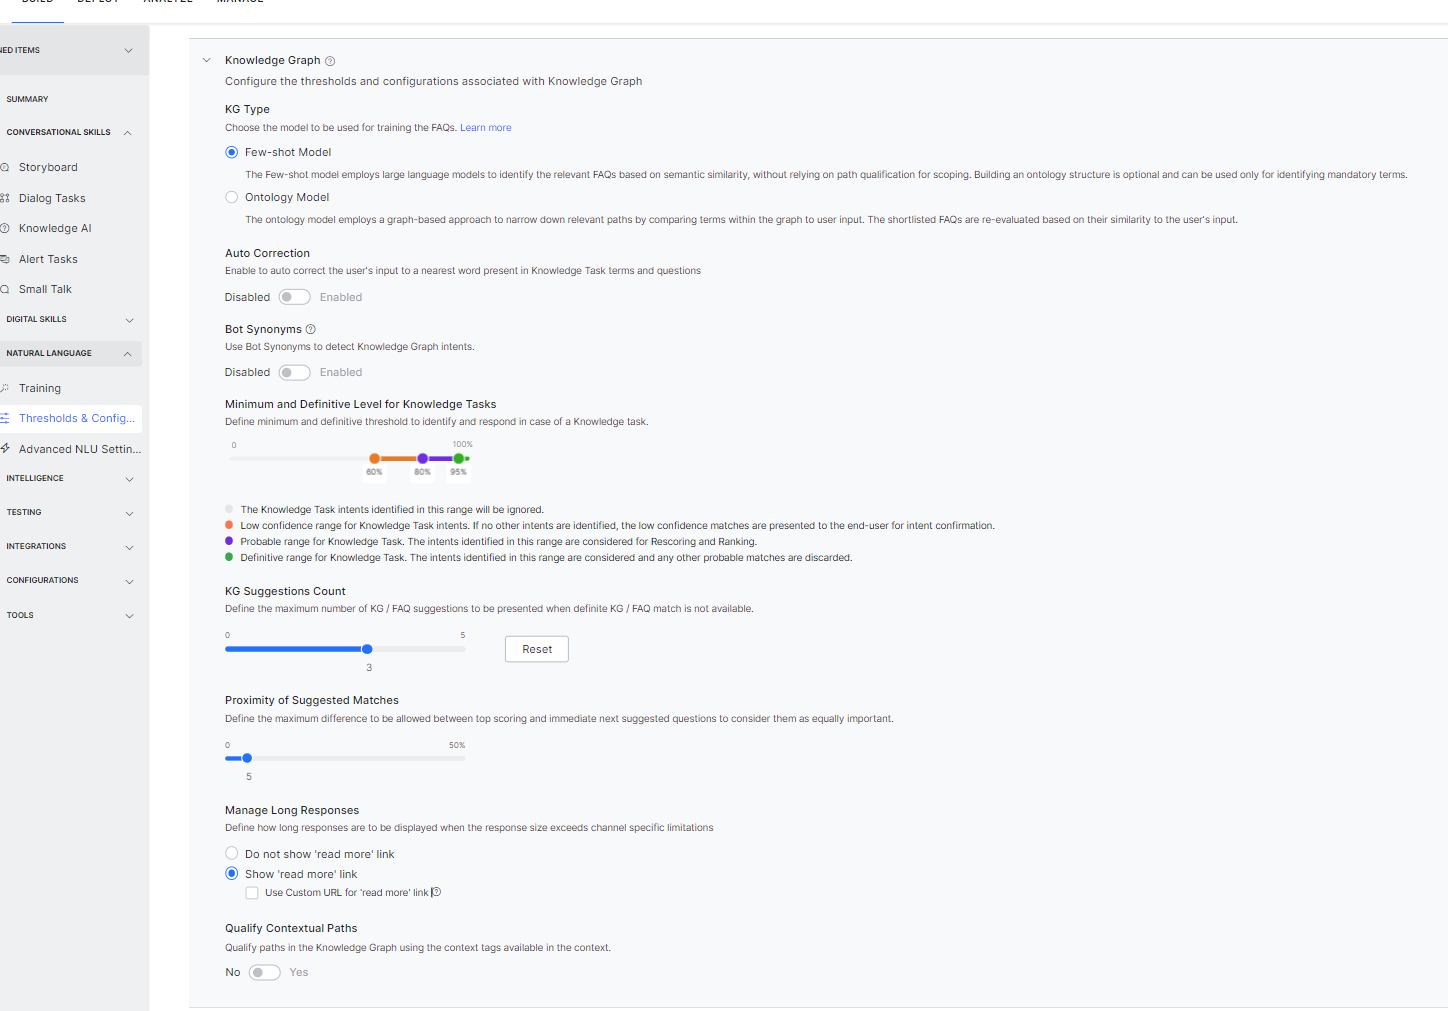 BUILD DEPLOY ANALYZE MANAGE
NED ITEMS
SUMMARY
CONVERSATIONAL SKILLS
Storyboard
Dialog Tasks
Knowledge AI
Alert Tasks
Small Talk
DIGITAL SKILLS
NATURAL LANGUAGE
Training
Thresholds & Config...
Advanced NLU Settin...
INTELLIGENCE
TESTING
INTEGRATIONS
CONFIGURATIONS
TOOLS
Knowledge Graph
Configure the thresholds and configurations associated with Knowledge Graph
KG Type
Choose the model to be used for training the FAQs. Learn more
Few-shot Model
The Few-shot model employs large language models to identify the relevant FAQs based on semantic similarity, without relying on path qualification for scoping. Building an ontology structure is optional and can be used only for identifying mandatory terms.
Ontology Model
The ontology model employs a graph-based approach to narrow down relevant paths by comparing terms within the graph to user input. The shortlisted FAQs are re-evaluated based on their similarity to the user's input.
Auto Correction
Enable to auto correct the user's input to a nearest word present in Knowledge Task terms and questions
Disabled Enabled
Bot Synonyms
Use Bot Synonyms to detect Knowledge Graph intents.
Disabled Enabled
Minimum and Definitive Level for Knowledge Tasks
Define minimum and definitive threshold to identify and respond in case of a Knowledge task.
0 100%
60% 80% 95%
The Knowledge Task intents identified in this range will be ignored.
Low confidence range for Knowledge Task intents. If no other intents are identified, the low confidence matches are presented to the end-user for intent confirmation.
Probable range for Knowledge Task. The intents identified in this range are considered for Rescoring and Ranking.
Definitive range for Knowledge Task. The intents identified in this range are considered and any other probable matches are discarded.
KG Suggestions Count
Define the maximum number of KG / FAQ suggestions to be presented when definite KG / FAQ match is not available.
0 5
Reset
3
Proximity of Suggested Matches
Define the maximum difference to be allowed between top scoring and immediate next suggested questions to consider them as equally important.
0 50%
5
Manage Long Responses
Define how long responses are to be displayed when the response size exceeds channel specific limitations
Do not show 'read more' link
Show 'read more' link
Use Custom URL for 'read more' link
Qualify Contextual Paths
Qualify paths in the Knowledge Graph using the context tags available in the context.
No Yes